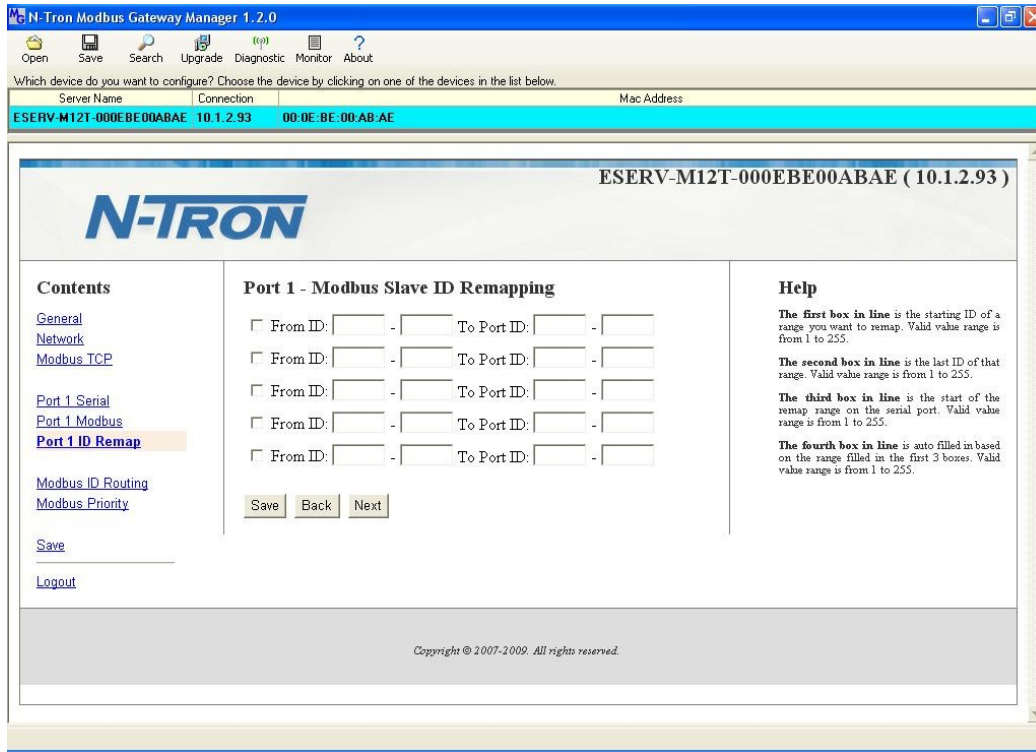 N-Tron Modbus Gateway Manager 1.2.0
Open Save Search Upgrade Diagnostic Monitor About
Which device do you want to configure? Choose the device by clicking on one of the devices in the list below.
Server Name Connection Mac Address
ESERV-M12T-000EBE00ABAE 10.1.2.93 00:0E:BE:00:AB:AE
ESERV-M12T-000EBE00ABAE ( 10.1.2.93 )
N-TRON
Contents
General
Network
Modbus TCP
Port 1 Serial
Port 1 Modbus
Port 1 ID Remap
Modbus ID Routing
Modbus Priority
Save
Logout
Port 1 - Modbus Slave ID Remapping
From ID: - To Port ID: -
From ID: - To Port ID: -
From ID: - To Port ID: -
From ID: - To Port ID: -
From ID: - To Port ID: -
Save Back Next
Help
The first box in line is the starting ID of a
range you want to remap. Valid value range is
from 1 to 255.
The second box in line is the last ID of that
range. Valid value range is from 1 to 255.
The third box in line is the start of the
remap range on the serial port. Valid value
range is from 1 to 255.
The fourth box in line is auto filled in based
on the range filled in the first 3 boxes. Valid
value range is from 1 to 255.
Copyright © 2007-2009. All rights reserved.